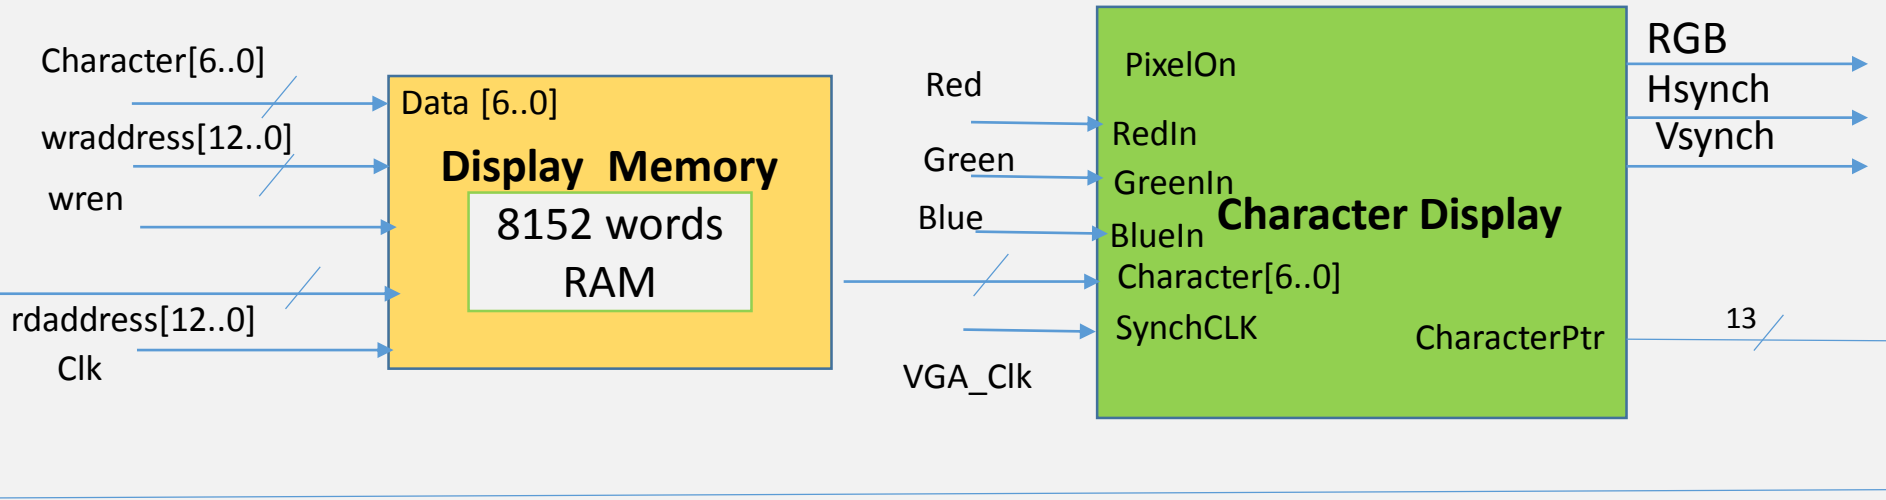 Character[6..0]
wraddress[12..0]
wren
rdaddress[12..0]
Clk
Data [6..0]
Display Memory
8152 words
RAM
Red
Green
Blue
VGA_Clk
PixelOn
RedIn
GreenIn
BlueIn
Character Display
Character[6..0]
SynchCLK
CharacterPtr
RGB
Hsynch
Vsynch
13